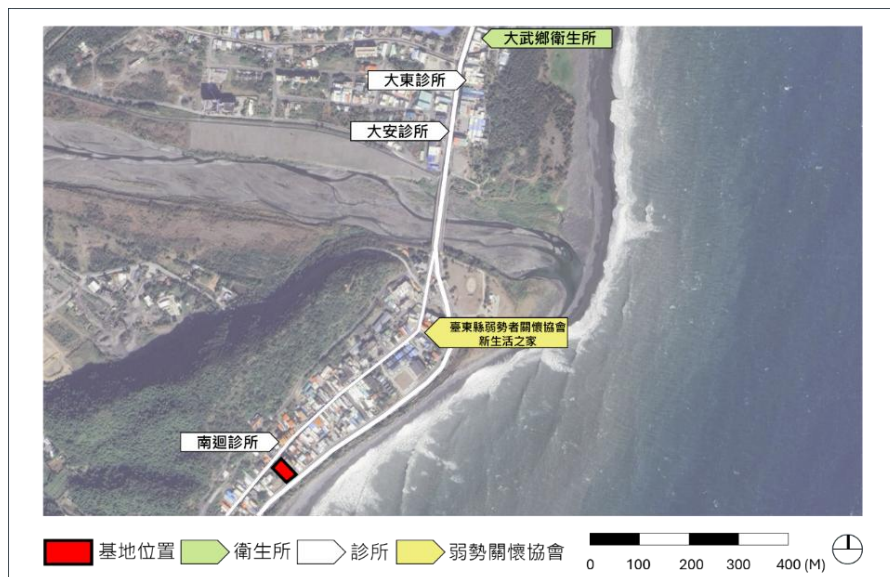 大武鄉衛生所
大東診所
大安診所
臺東縣弱勢者關懷協會
新生活之家
南迴診所
基地位置
衛生所
診所
弱勢關懷協會
0 100 200 300 400 (M)